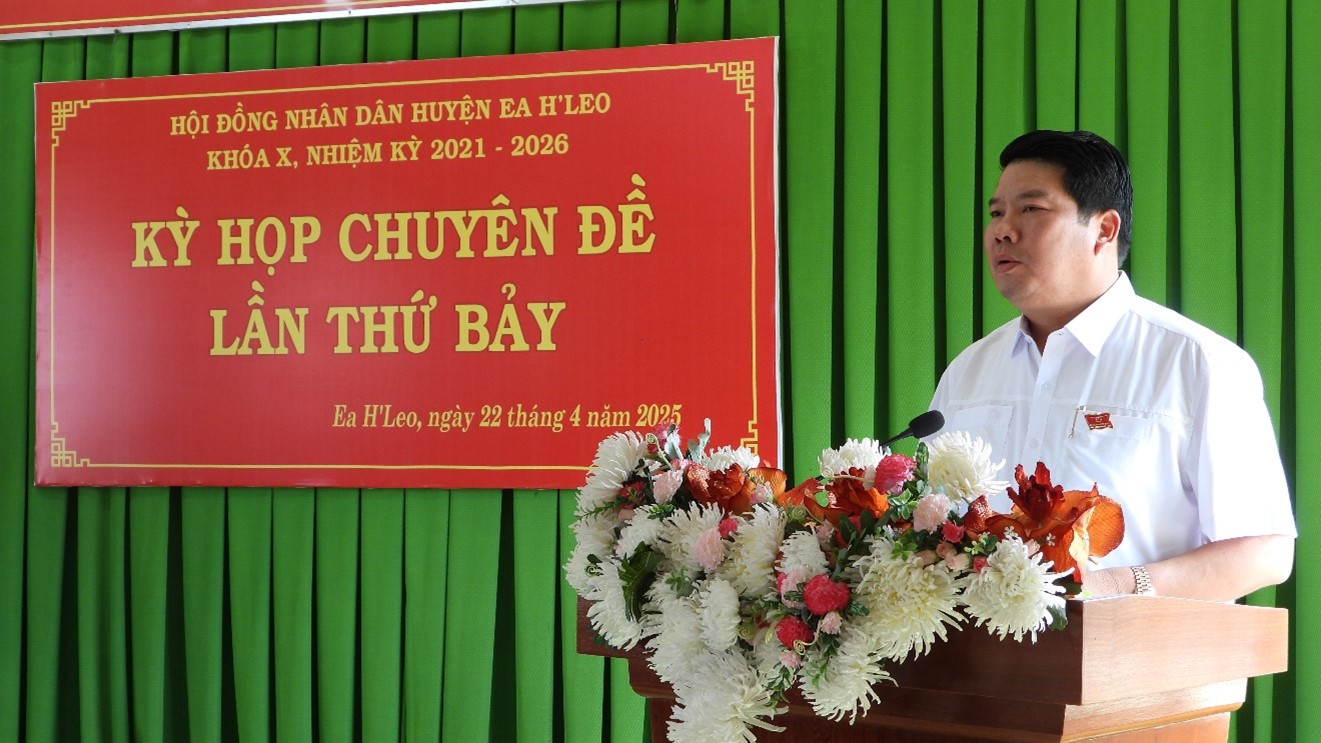 HỘI ĐỒNG NHÂN DÂN HUYỆN EA H'LEO
KHÓA X, NHIỆM KỲ 2021 - 2026
KỲ HỌP CHUYÊN ĐỀ
LẦN THỨ BẢY
Ea H'Leo, ngày 22 tháng 4 năm 2025